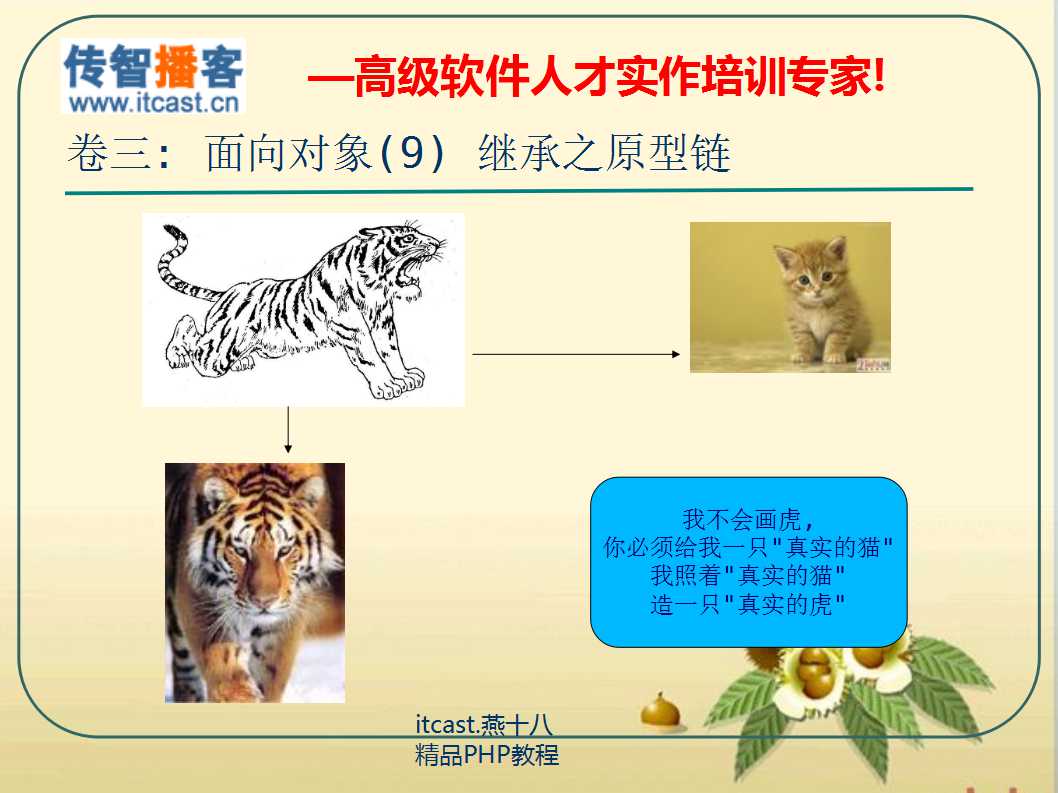 传智播客
www.itcast.cn
—高级软件人才实作培训专家!
卷三: 面向对象(9) 继承之原型链
我不会画虎,
你必须给我一只"真实的猫"
我照着"真实的猫"
造一只"真实的虎"
itcast.燕十八
精品PHP教程